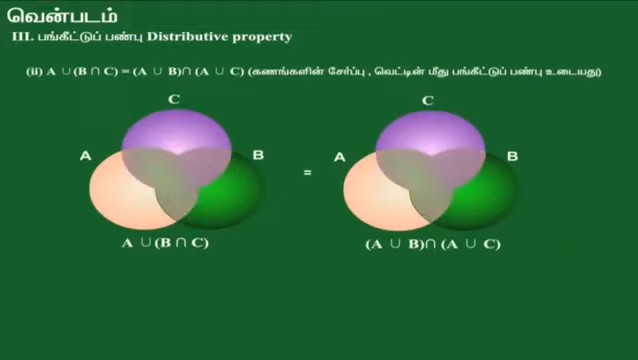 வென்படம்
III. பங்கீட்டுப் பண்பு Distributive property
(ii) A ∪(B ∩ C) = (A ∪ B)∩ (A ∪ C) (கணங்களின் சேர்ப்பு , வெட்டின் மீது பங்கீட்டுப் பண்பு உடையது)
C C
A B = A B
A ∪(B ∩ C) (A ∪ B)∩ (A ∪ C)